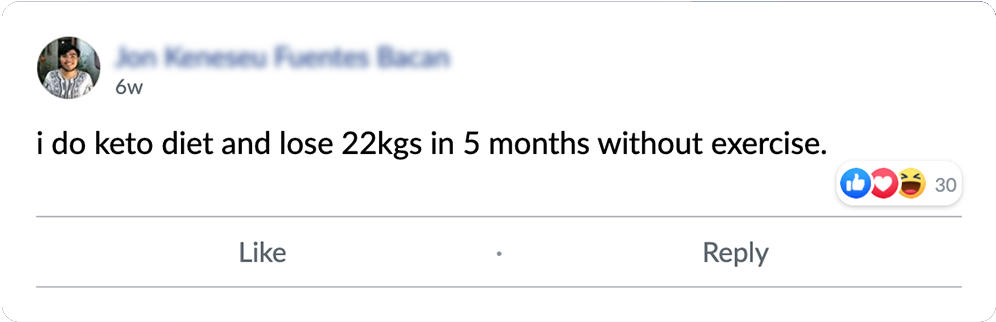 6w
i do keto diet and lose 22kgs in 5 months without exercise.
30
Like · Reply